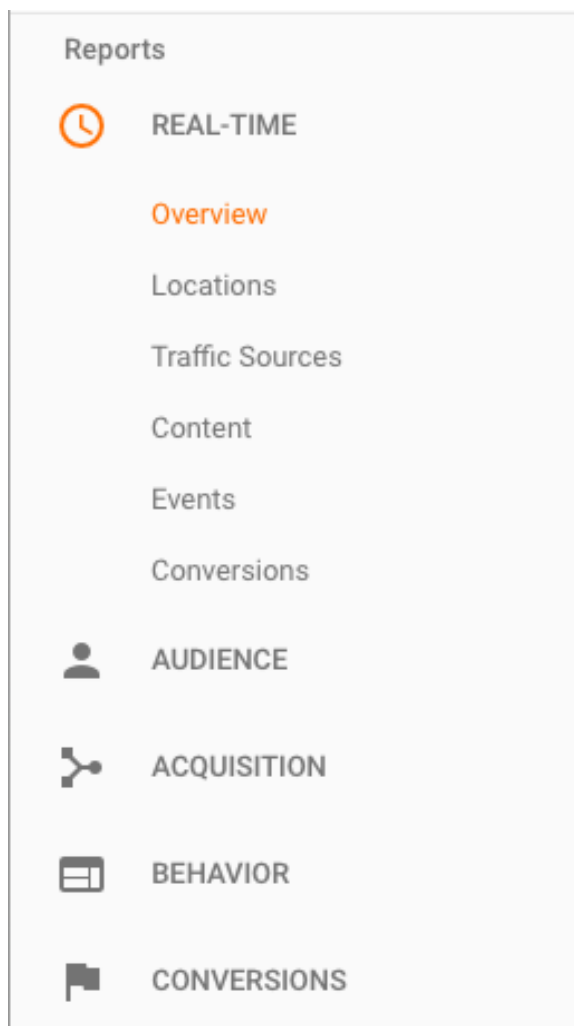 Reports
REAL-TIME
Overview
Locations
Traffic Sources
Content
Events
Conversions
AUDIENCE
ACQUISITION
BEHAVIOR
CONVERSIONS